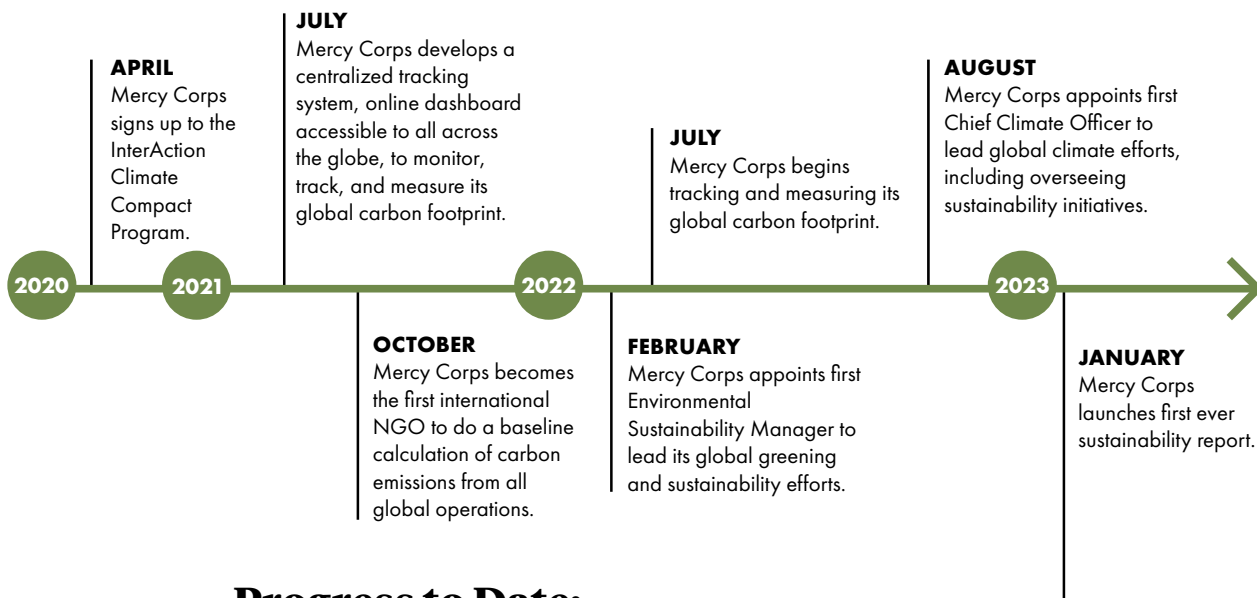 JULY
Mercy Corps develops a
centralized tracking
system, online dashboard
accessible to all across
the globe, to monitor,
track, and measure its
global carbon footprint.
APRIL
Mercy Corps
signs up to the
InterAction
Climate
Compact
Program.
JULY
Mercy Corps begins
tracking and measuring its
global carbon footprint.
AUGUST
Mercy Corps appoints first
Chief Climate Officer to
lead global climate efforts,
including overseeing
sustainability initiatives.
2020
2021
2022
2023
OCTOBER
Mercy Corps becomes
the first international
NGO to do a baseline
calculation of carbon
emissions from all
global operations.
FEBRUARY
Mercy Corps appoints first
Environmental
Sustainability Manager to
lead its global greening
and sustainability efforts.
JANUARY
Mercy Corps
launches first ever
sustainability report.
Progress to Date: